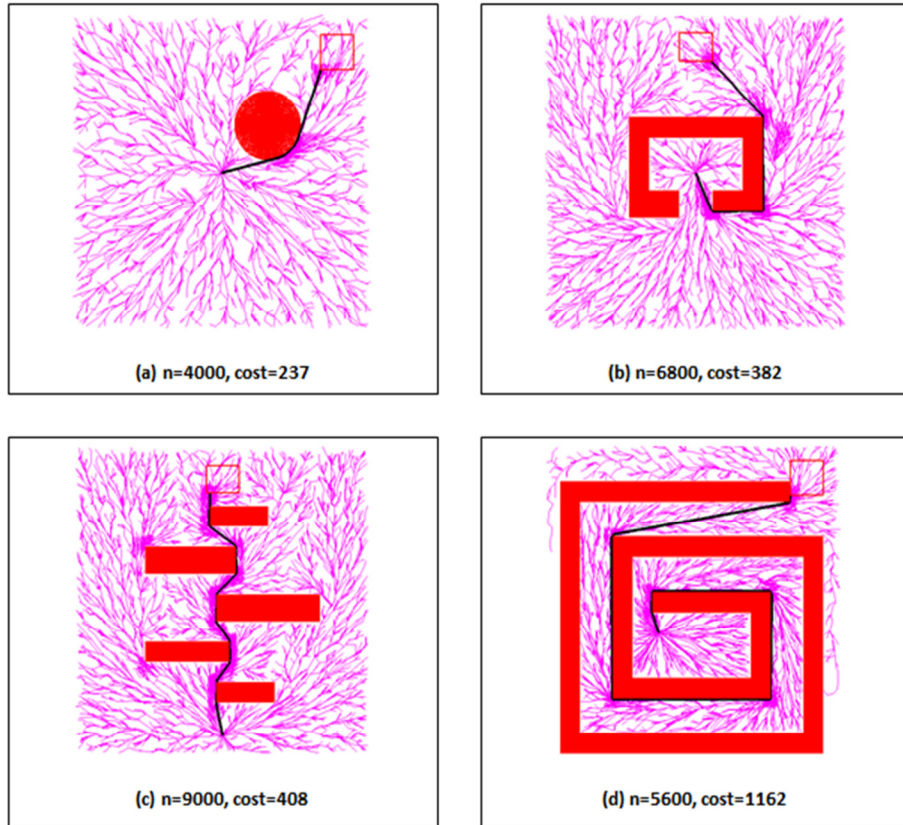 (a) n=4000, cost=237
(b) n=6800, cost=382
(c) n=9000, cost=408
(d) n=5600, cost=1162